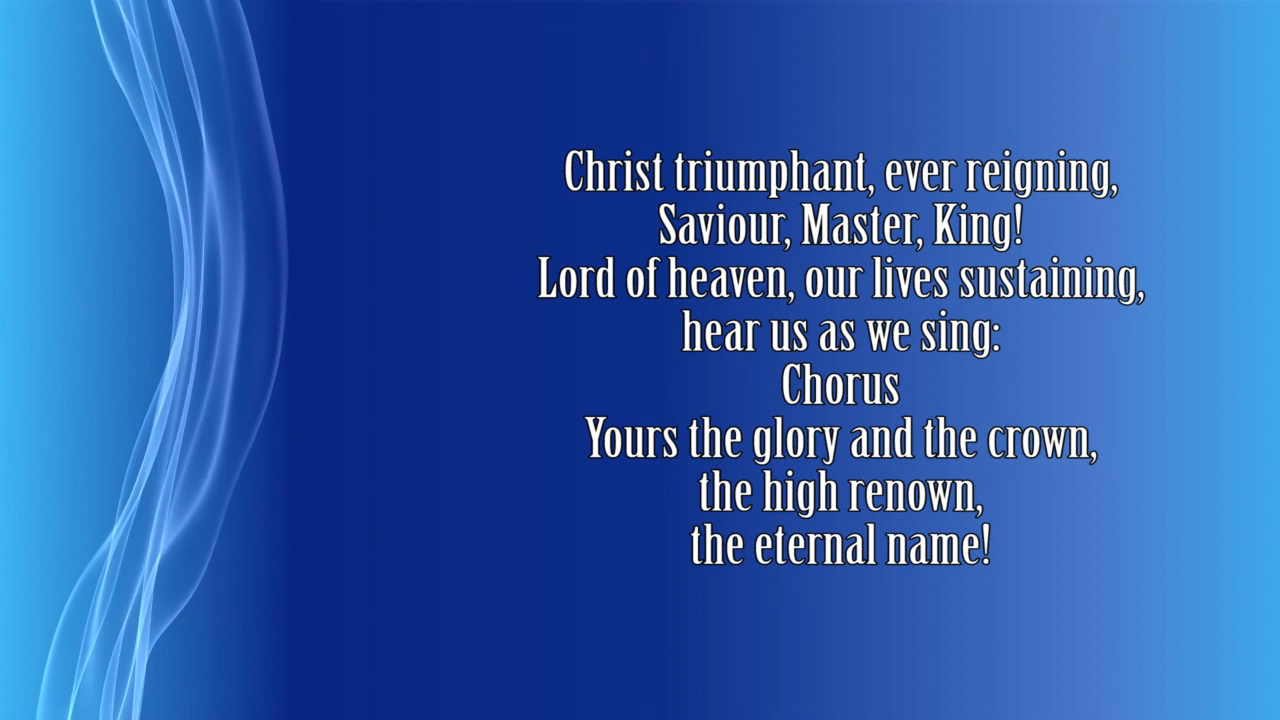 Christ triumphant, ever reigning,
Saviour, Master, King!
Lord of heaven, our lives sustaining,
hear us as we sing:
Chorus
Yours the glory and the crown,
the high renown,
the eternal name!